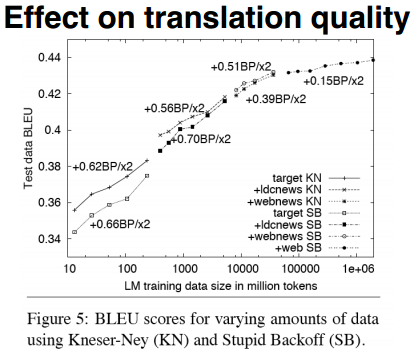 Effect on translation quality
0.44
0.42
0.4
0.38
0.36
0.34
Test data BLEU
+0.51BP/x2
+0.56BP/x2
+0.39BP/x2
+0.15BP/x2
+0.70BP/x2
+0.62BP/x2
+0.66BP/x2
target KN
+ldcnews KN
+webnews KN
target SB
+ldcnews SB
+webnews SB
+web SB
10 100 1000 10000 100000 1e+06
LM training data size in million tokens
Figure 5: BLEU scores for varying amounts of data
using Kneser-Ney (KN) and Stupid Backoff (SB).